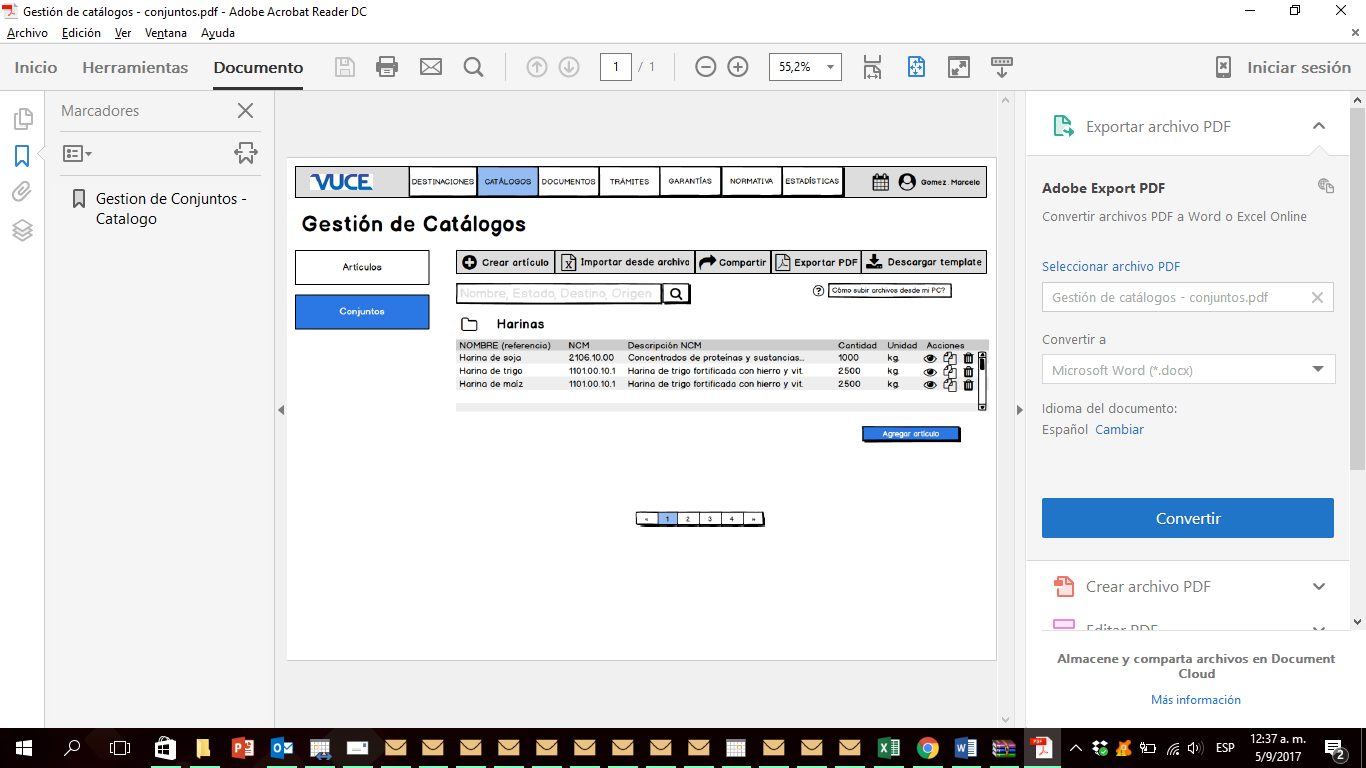 Gestión de catálogos - conjuntos.pdf - Adobe Acrobat Reader DC
Archivo Edición Ver Ventana Ayuda
Inicio Herramientas Documento 1 / 1 55,2% Iniciar sesión
Marcadores
Gestion de Conjuntos -
Catalogo
VUCE DESTINACIONES CATÁLOGOS DOCUMENTOS TRÁMITES GARANTÍAS NORMATIVA ESTADÍSTICAS Gomez, Marcelo
Gestión de Catálogos
Artículos
Conjuntos
Crear artículo Importar desde archivo Compartir Exportar PDF Descargar template
Nombre, Estado, Destino, Origen
Cómo subir archivos desde mi PC?
Harinas
NOMBRE (referencia) NCM Descripción NCM Cantidad Unidad Acciones
Harina de soja 2106.10.00 Concentrados de proteínas y sustancias... 1000 kg.
Harina de trigo 1101.00.10.1 Harina de trigo fortificada con hierro y vit. 2500 kg.
Harina de maíz 1101.00.10.1 Harina de trigo fortificada con hierro y vit. 2500 kg.
Agregar artículo
« 1 2 3 4 »
Exportar archivo PDF
Adobe Export PDF
Convertir archivos PDF a Word o Excel Online
Seleccionar archivo PDF
Gestión de catálogos - conjuntos.pdf
Convertir a
Microsoft Word (*.docx)
Idioma del documento:
Español Cambiar
Convertir
Crear archivo PDF
Editar PDF
Almacene y comparta archivos en Document
Cloud
Más información
ESP
12:37 a. m.
5/9/2017
2